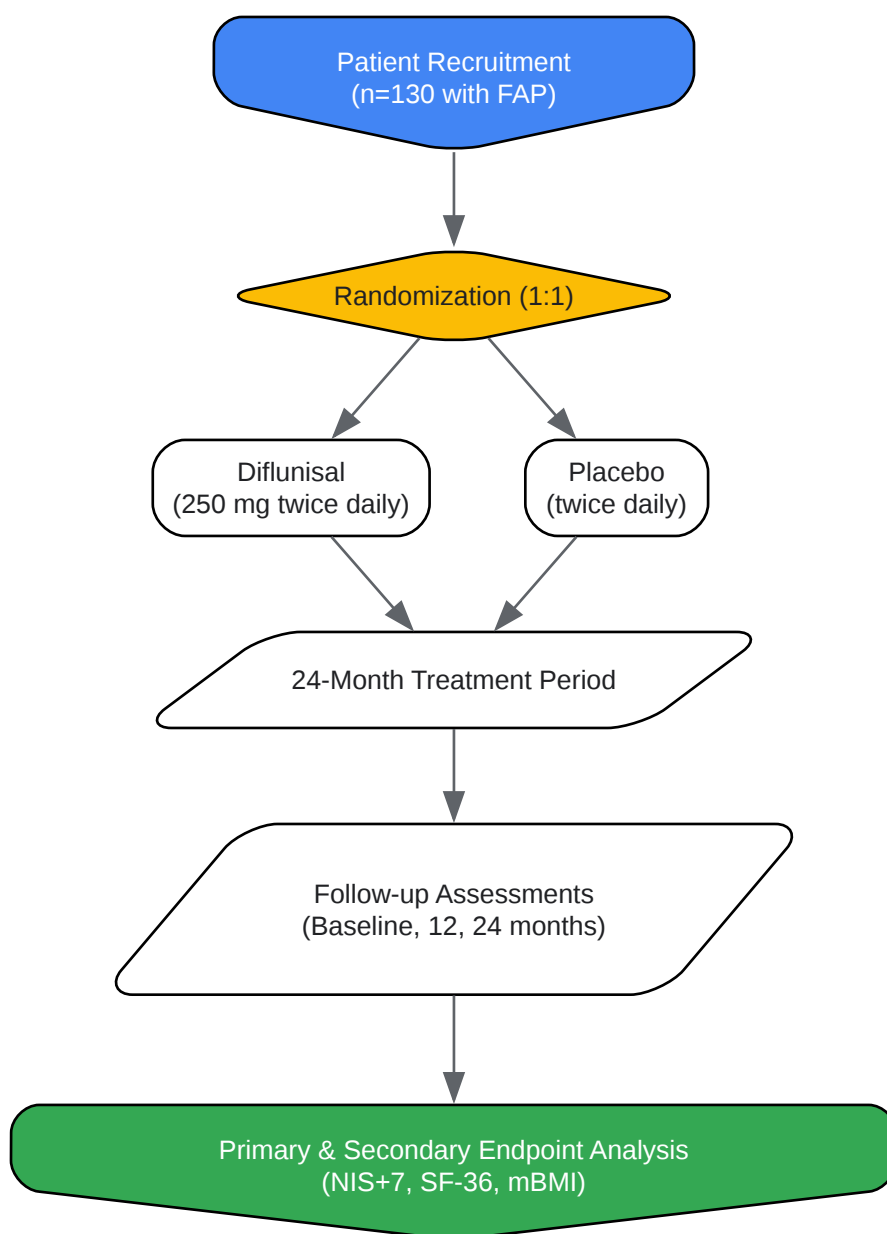 Patient Recruitment
(n=130 with FAP)
Randomization (1:1)
Diflunisal
(250 mg twice daily)
Placebo
(twice daily)
24-Month Treatment Period
Follow-up Assessments
(Baseline, 12, 24 months)
Primary & Secondary Endpoint Analysis
(NIS+7, SF-36, mBMI)